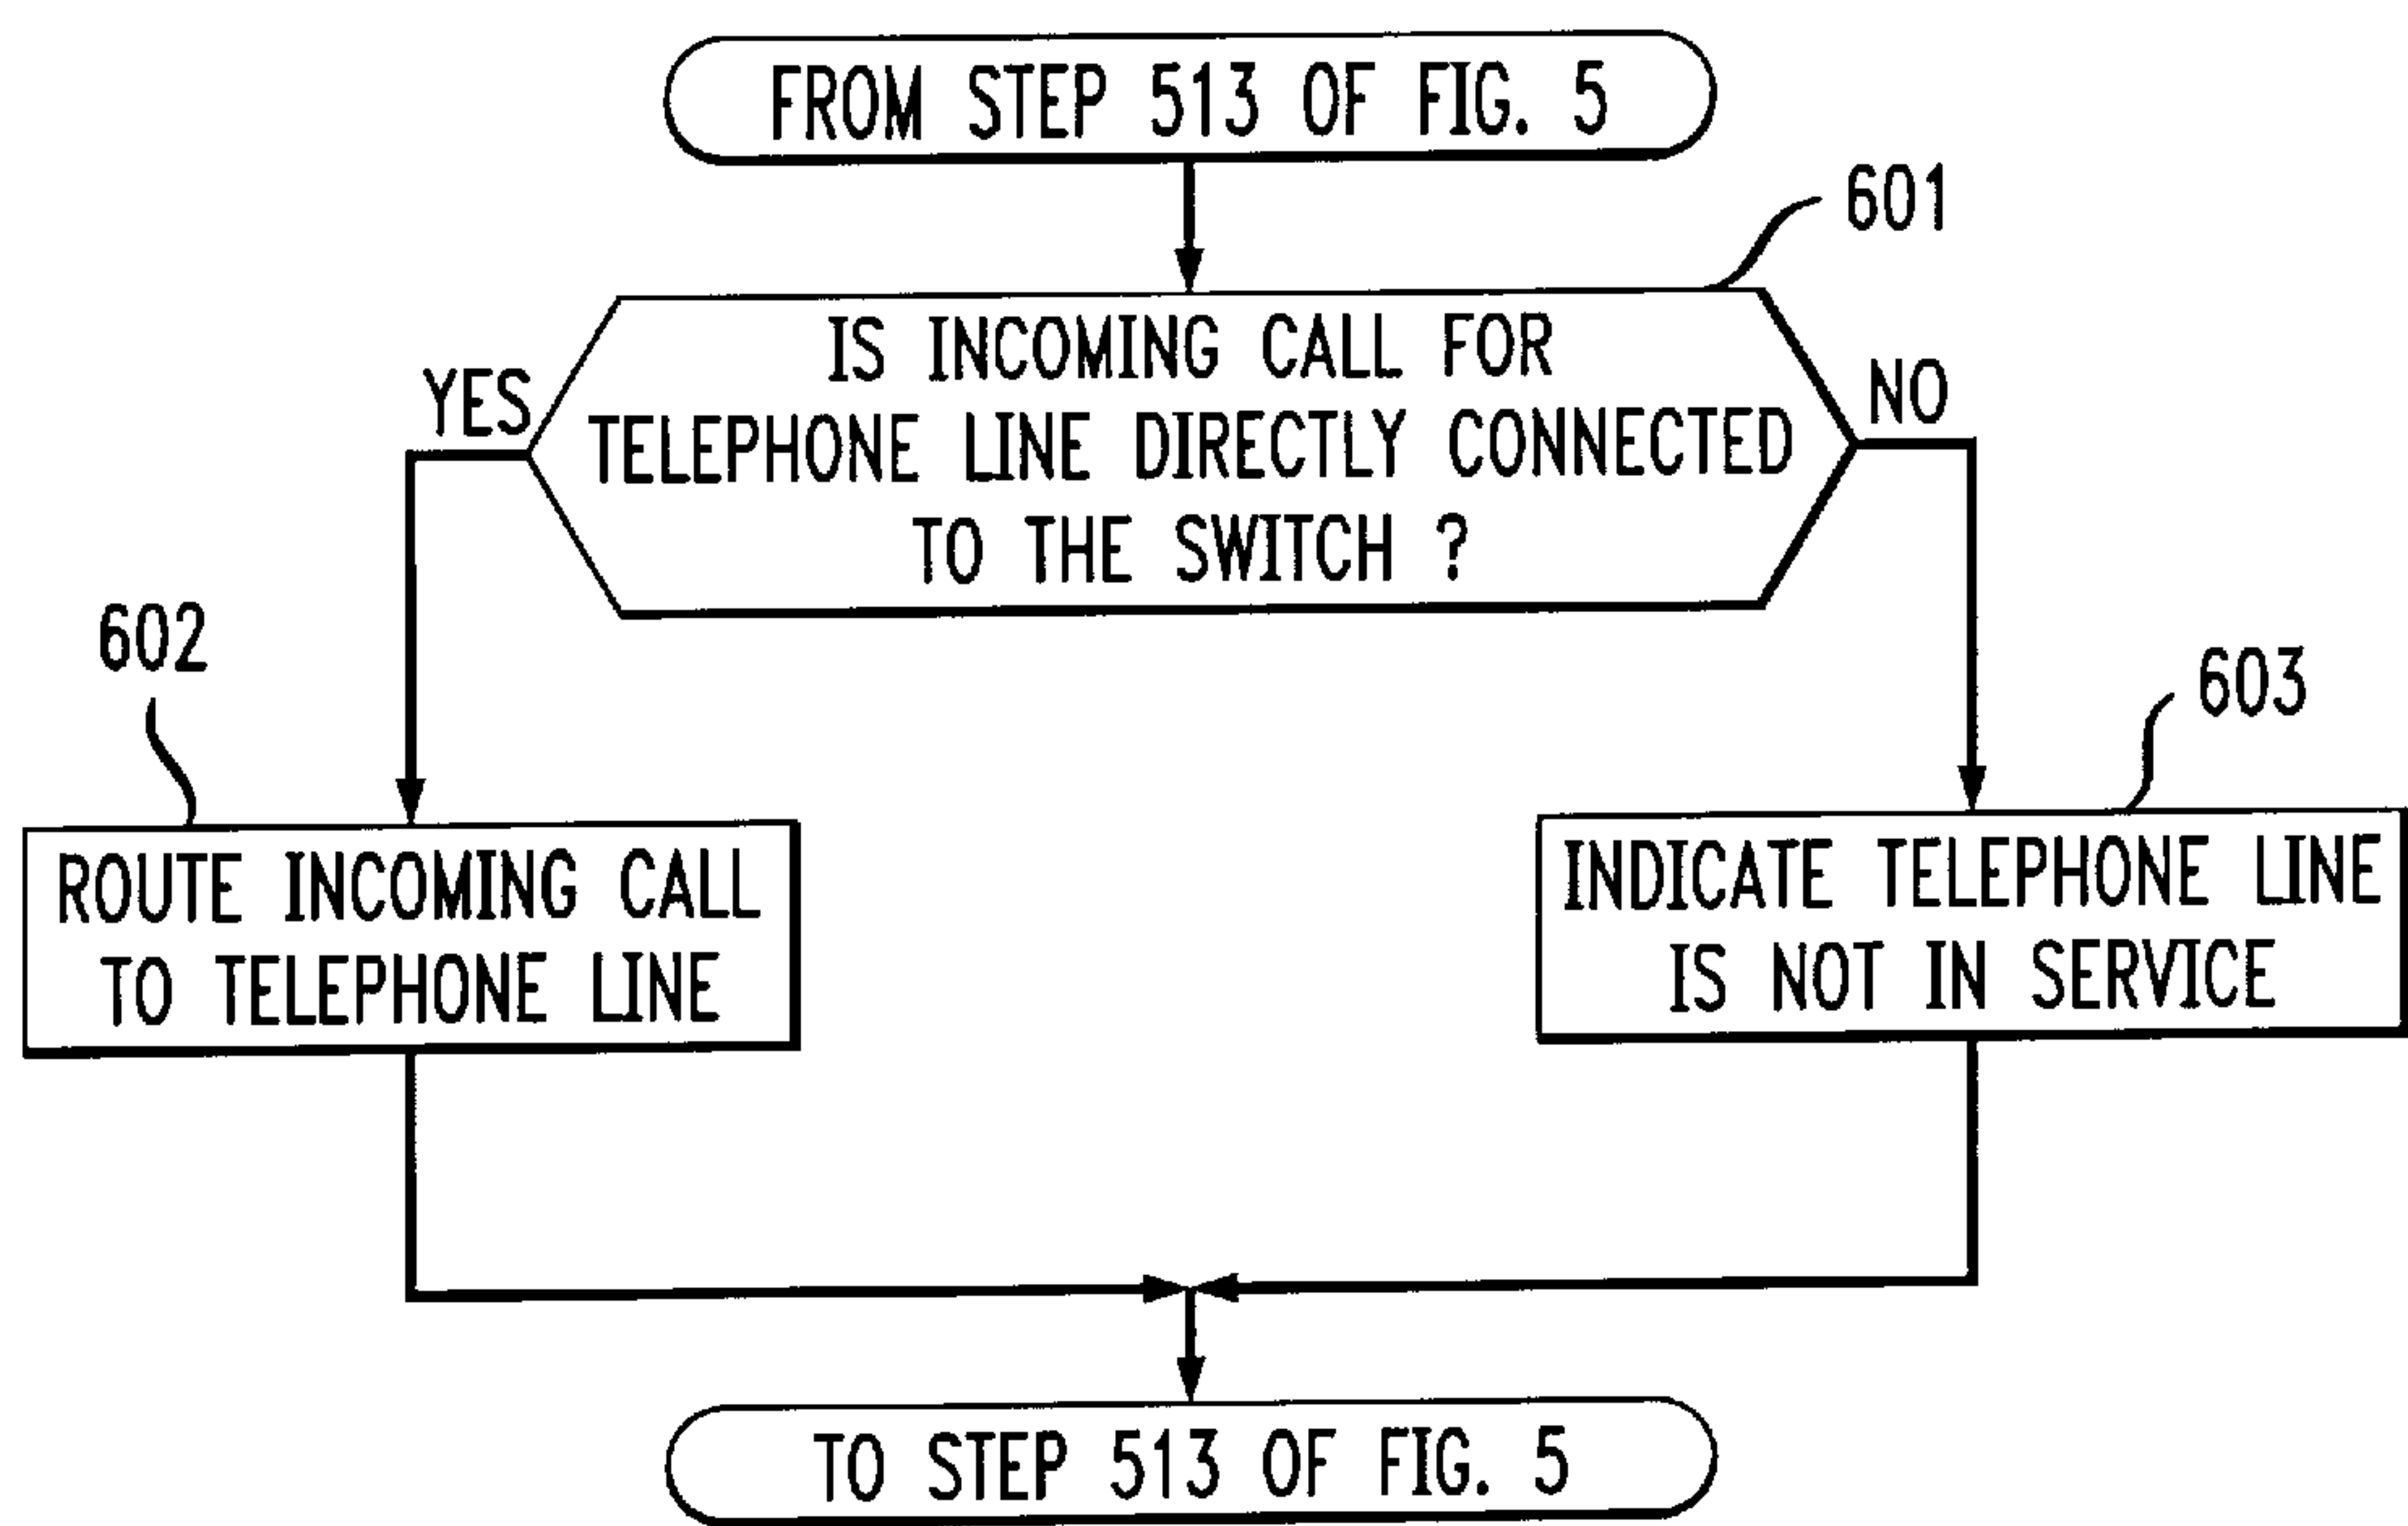 FROM STEP 513 OF FIG. 5
601
IS INCOMING CALL FOR
TELEPHONE LINE DIRECTLY CONNECTED
TO THE SWITCH ?
YES
NO
602
ROUTE INCOMING CALL
TO TELEPHONE LINE
603
INDICATE TELEPHONE LINE
IS NOT IN SERVICE
TO STEP 513 OF FIG. 5